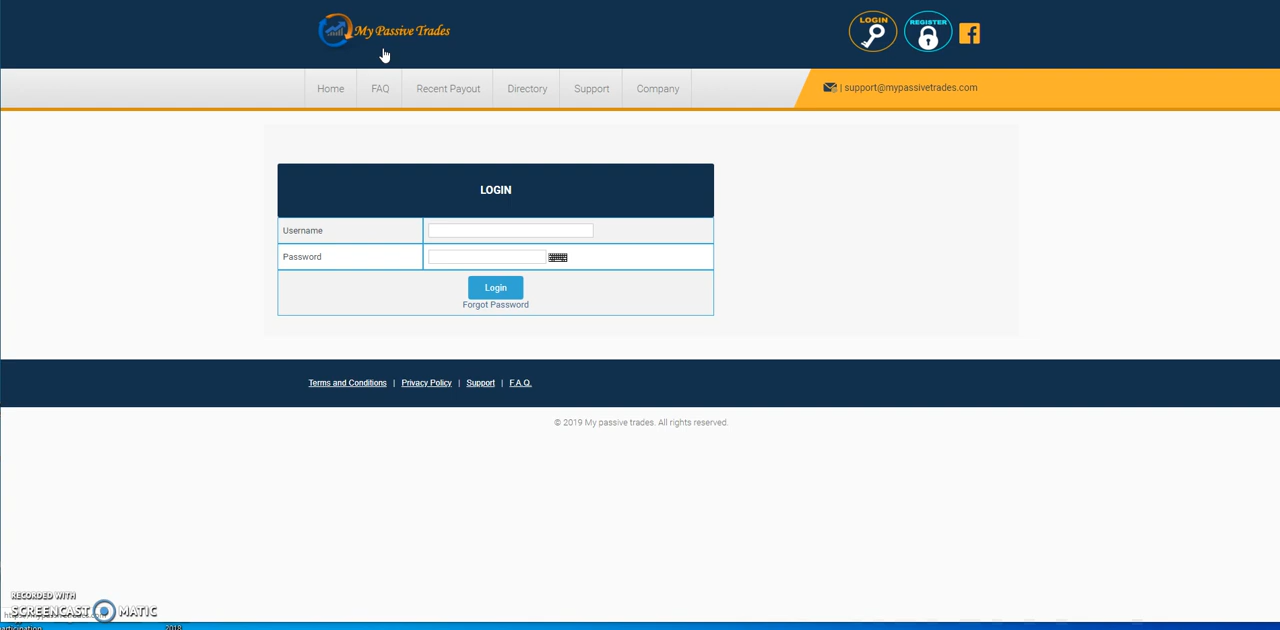 My Passive Trades
LOGIN
REGISTER
Home
FAQ
Recent Payout
Directory
Support
Company
| support@mypassivetrades.com
LOGIN
Username
Password
Login
Forgot Password
Terms and Conditions | Privacy Policy | Support | F.A.Q.
© 2019 My passive trades. All rights reserved.
RECORDED WITH
SCREENCAST MATIC
2018